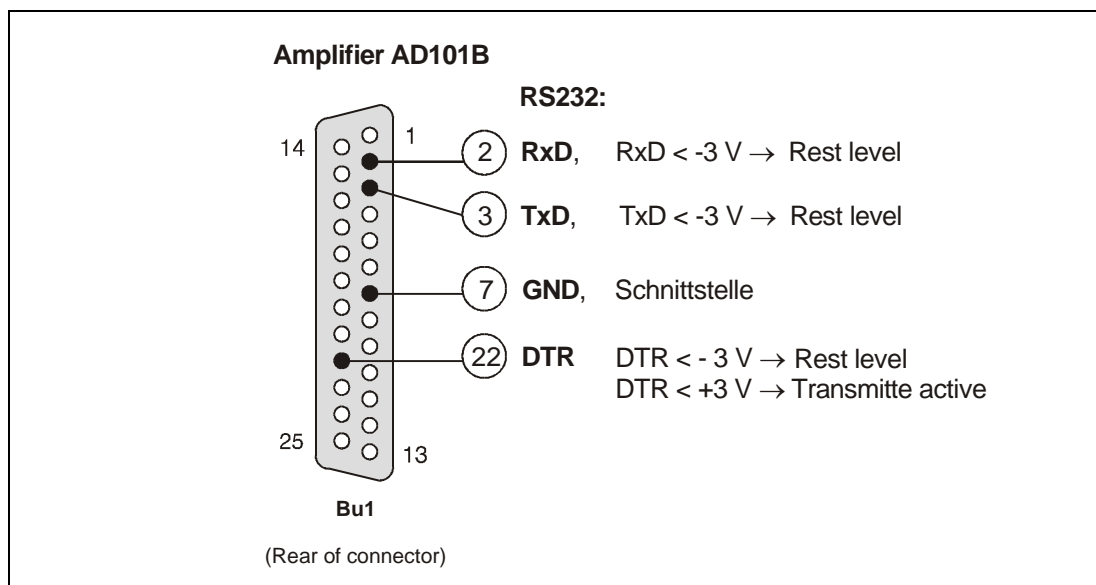 Amplifier AD101B
RS232:
14
1
2 RxD, RxD < -3 V → Rest level
3 TxD, TxD < -3 V → Rest level
7 GND, Schnittstelle
22 DTR DTR < - 3 V → Rest level
DTR < +3 V → Transmitte active
25
13
Bu1
(Rear of connector)